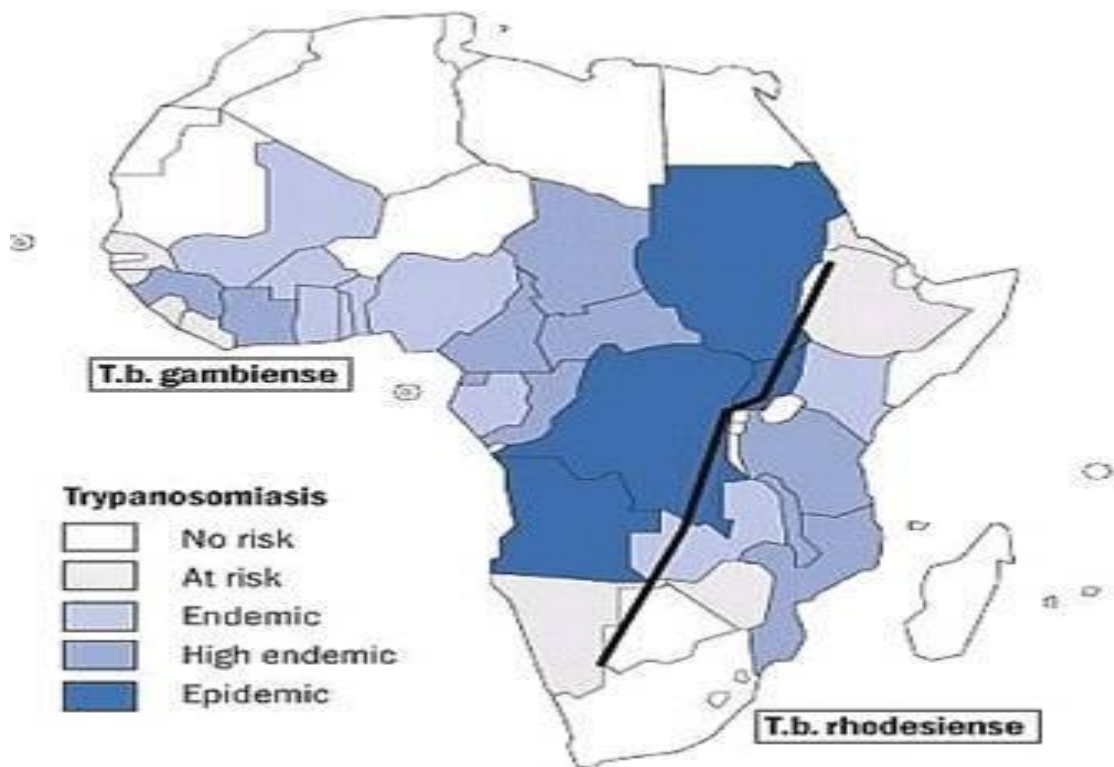 T.b. gambiense
Trypanosomiasis
No risk
At risk
Endemic
High endemic
Epidemic
T.b. rhodesiense